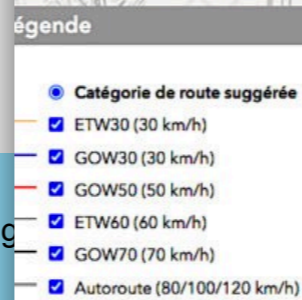 égende
Catégorie de route suggérée
ETW30 (30 km/h)
GOW30 (30 km/h)
GOW50 (50 km/h)
ETW60 (60 km/h)
GOW70 (70 km/h)
Autoroute (80/100/120 km/h)